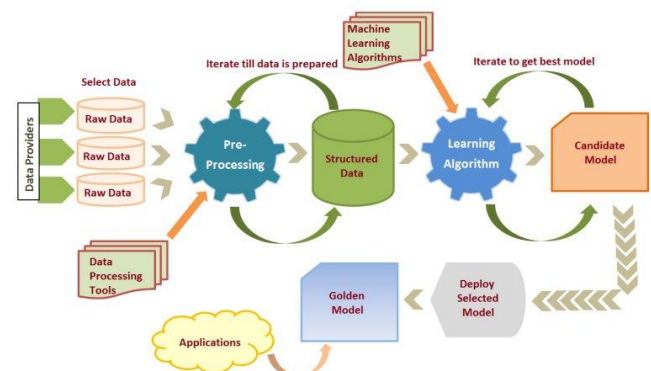 Machine
Learning
Algorithms
Iterate till data is prepared
Iterate to get best model
Select Data
Data Providers
Raw Data
Raw Data
Raw Data
Pre-
Processing
Structured
Data
Learning
Algorithm
Candidate
Model
Data
Processing
Tools
Golden
Model
Deploy
Selected
Model
Applications